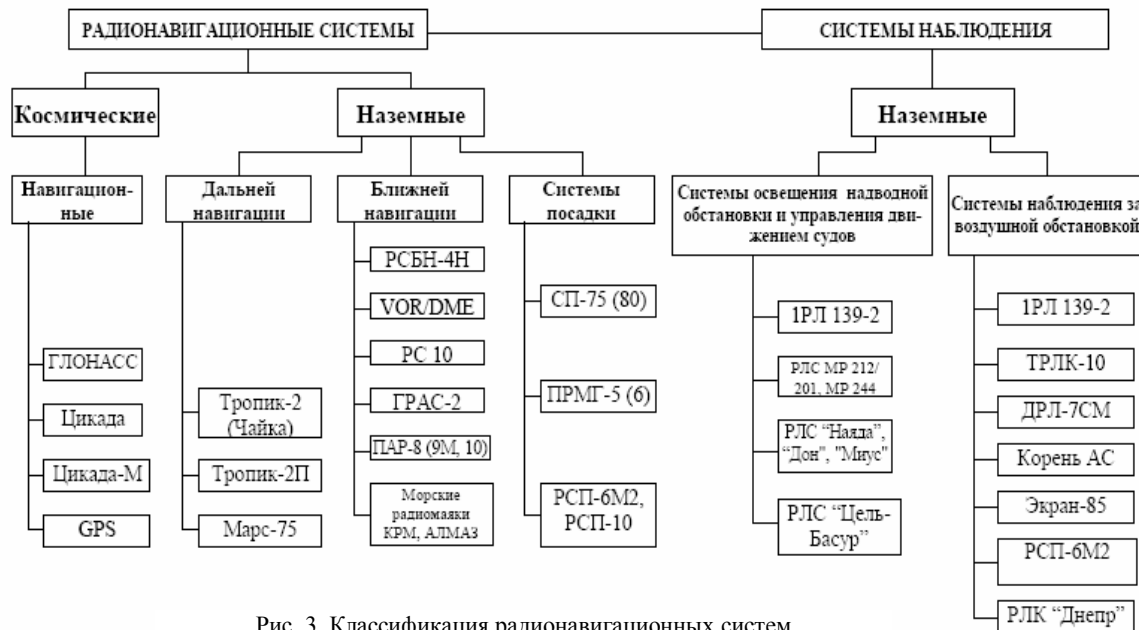 РАДИОНАВИГАЦИОННЫЕ СИСТЕМЫ
СИСТЕМЫ НАБЛЮДЕНИЯ
Космические
Наземные
Наземные
Навигацион-
ные
Дальней
навигации
Ближней
навигации
Системы
посадки
Системы освещения надводной
обстановки и управления дви-
жением судов
Системы наблюдения за
воздушной обстановкой
ГЛОНАСС
Цикада
Цикада-М
GPS
Тропик-2
(Чайка)
Тропик-2П
Марс-75
РСБН-4Н
VOR/DME
РС 10
ГРАС-2
ПАР-8 (9М, 10)
Морские
радиомаяки
КРМ, АЛМАЗ
СП-75 (80)
ПРМГ-5 (6)
РСП-6М2,
РСП-10
1РЛ 139-2
РЛС МР 212/
201, МР 244
РЛС “Наяда”,
“Дон", "Миус"
РЛС “Цель-
Басур”
1РЛ 139-2
ТРЛК-10
ДРЛ-7СМ
Корень АС
Экран-85
РСП-6М2
РЛК “Днепр”
Рис. 3. Классификация радионавигационных систем